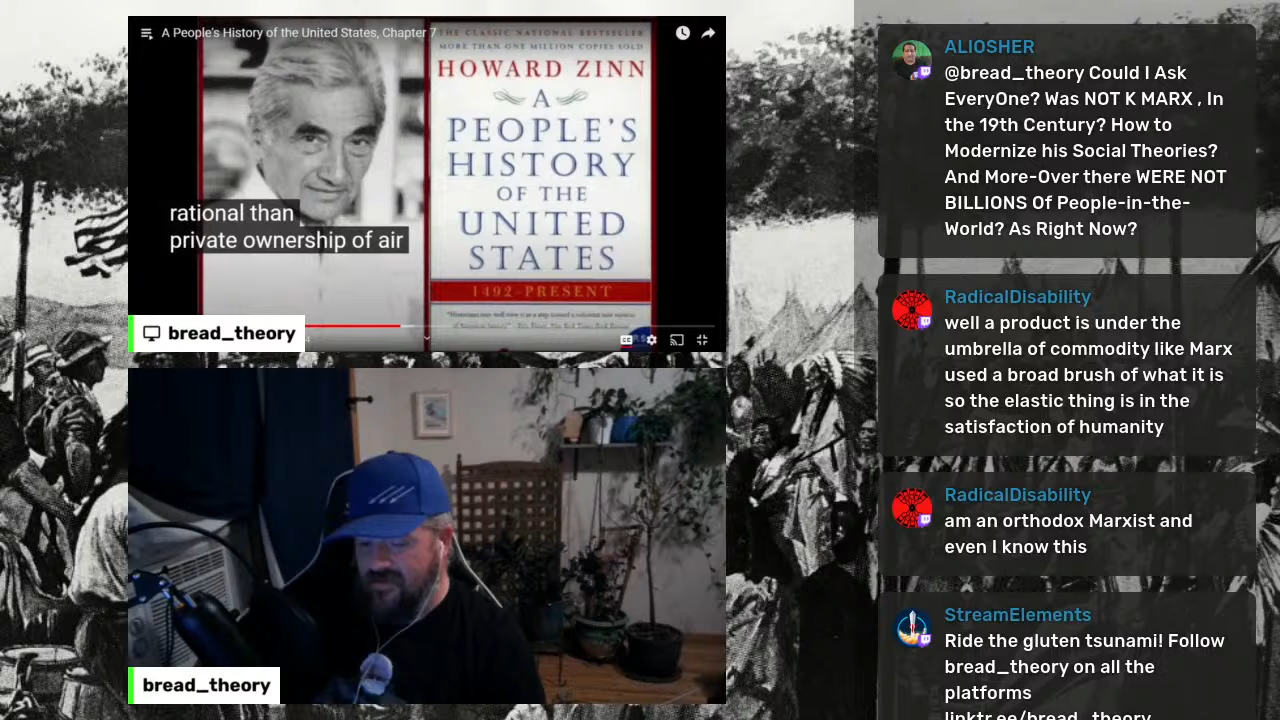 A People's History of the United States, Chapter 7
THE CLASSIC NATIONAL BESTSELLER
MORE THAN ONE MILLION COPIES SOLD
HOWARD ZINN
A
PEOPLE'S
HISTORY
OF THE
UNITED
STATES
1492–PRESENT
rational than
private ownership of air
bread_theory
bread_theory
ALIOSHER
@bread_theory Could I Ask
EveryOne? Was NOT K MARX , In
the 19th Century? How to
Modernize his Social Theories?
And More-Over there WERE NOT
BILLIONS Of People-in-the-
World? As Right Now?
RadicalDisability
well a product is under the
umbrella of commodity like Marx
used a broad brush of what it is
so the elastic thing is in the
satisfaction of humanity
RadicalDisability
am an orthodox Marxist and
even I know this
StreamElements
Ride the gluten tsunami! Follow
bread_theory on all the
platforms
linktr.ee/bread_theory